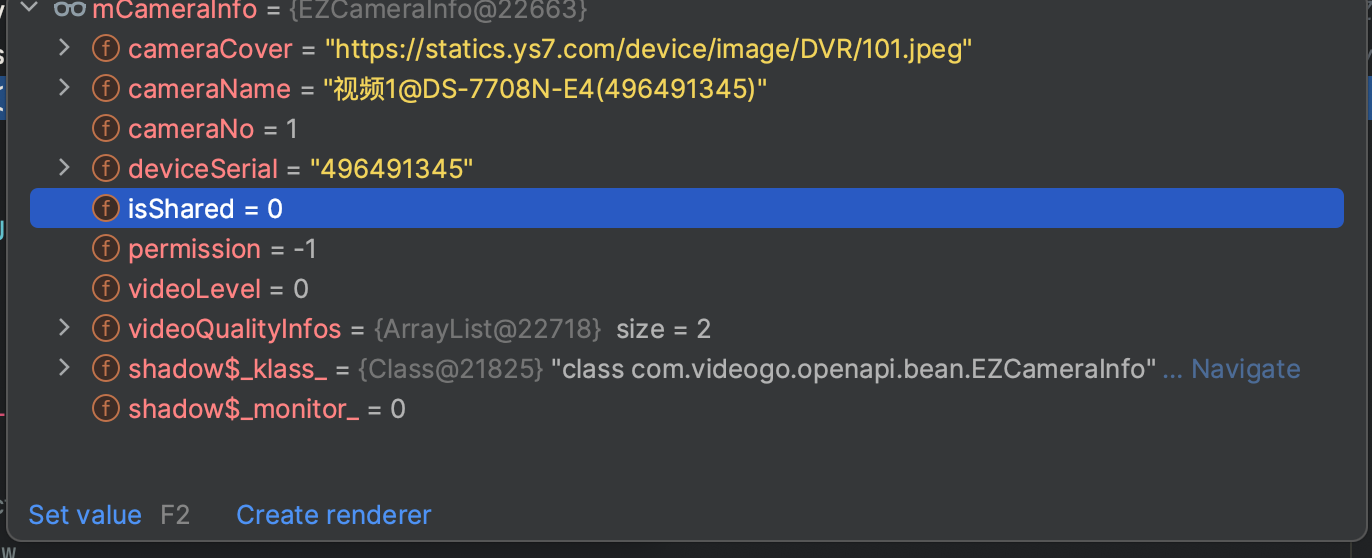 mCameraInfo = {EZCameraInfo@22663}
f cameraCover = "https://statics.ys7.com/device/image/DVR/101.jpeg"
f cameraName = "视频1@DS-7708N-E4(496491345)"
f cameraNo = 1
f deviceSerial = "496491345"
f isShared = 0
f permission = -1
f videoLevel = 0
f videoQualityInfos = {ArrayList@22718} size = 2
f shadow$_klass_ = {Class@21825} "class com.videogo.openapi.bean.EZCameraInfo" ... Navigate
f shadow$_monitor_ = 0
Set value F2 Create renderer